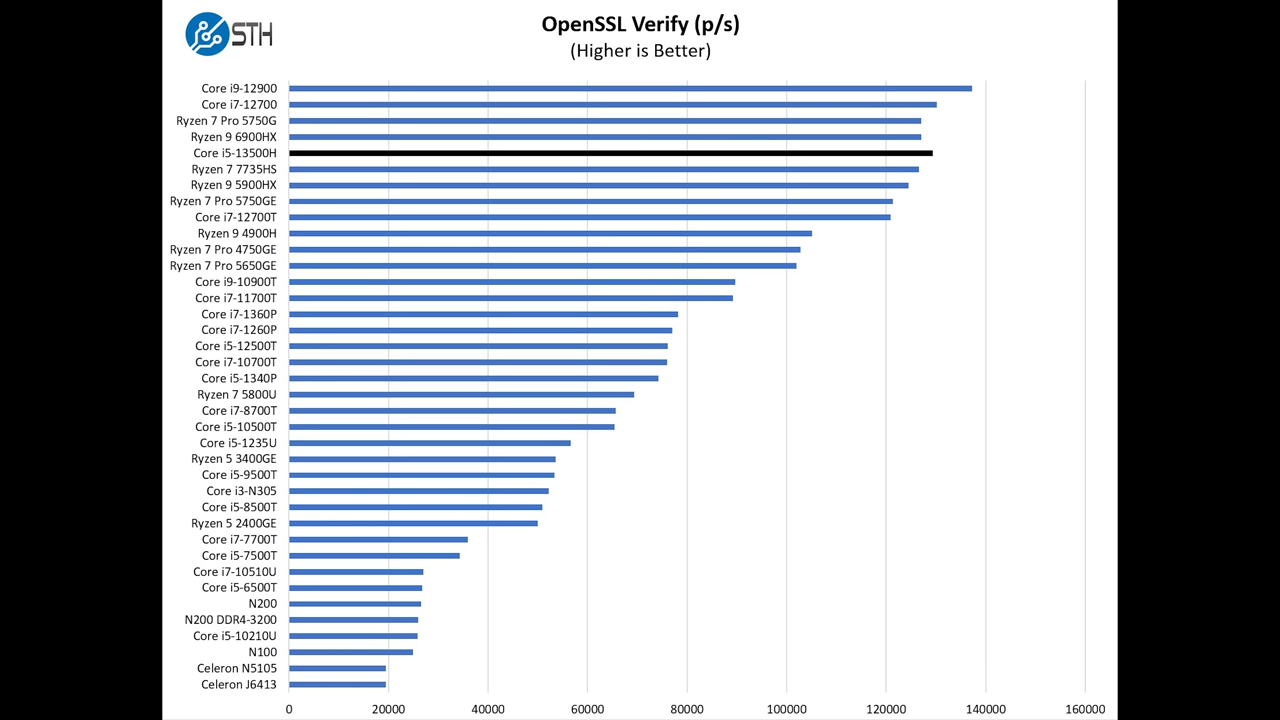 STH
OpenSSL Verify (p/s)
(Higher is Better)
Core i9-12900
Core i7-12700
Ryzen 7 Pro 5750G
Ryzen 9 6900HX
Core i5-13500H
Ryzen 7 7735HS
Ryzen 9 5900HX
Ryzen 7 Pro 5750GE
Core i7-12700T
Ryzen 9 4900H
Ryzen 7 Pro 4750GE
Ryzen 7 Pro 5650GE
Core i9-10900T
Core i7-11700T
Core i7-1360P
Core i7-1260P
Core i5-12500T
Core i7-10700T
Core i5-1340P
Ryzen 7 5800U
Core i7-8700T
Core i5-10500T
Core i5-1235U
Ryzen 5 3400GE
Core i5-9500T
Core i3-N305
Core i5-8500T
Ryzen 5 2400GE
Core i7-7700T
Core i5-7500T
Core i7-10510U
Core i5-6500T
N200
N200 DDR4-3200
Core i5-10210U
N100
Celeron N5105
Celeron J6413
0 20000 40000 60000 80000 100000 120000 140000 160000